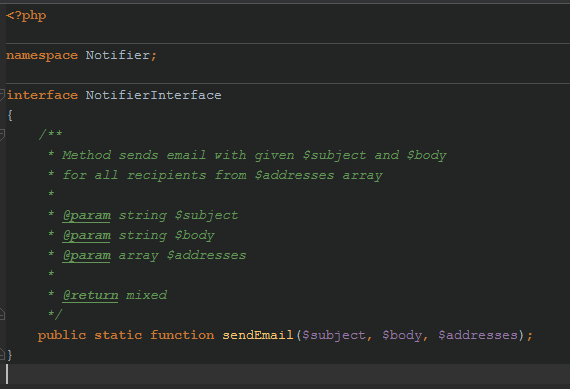 <?php
namespace Notifier;
interface NotifierInterface
{
/**
* Method sends email with given $subject and $body
* for all recipients from $addresses array
*
* @param string $subject
* @param string $body
* @param array $addresses
*
* @return mixed
*/
public static function sendEmail($subject, $body, $addresses);
}